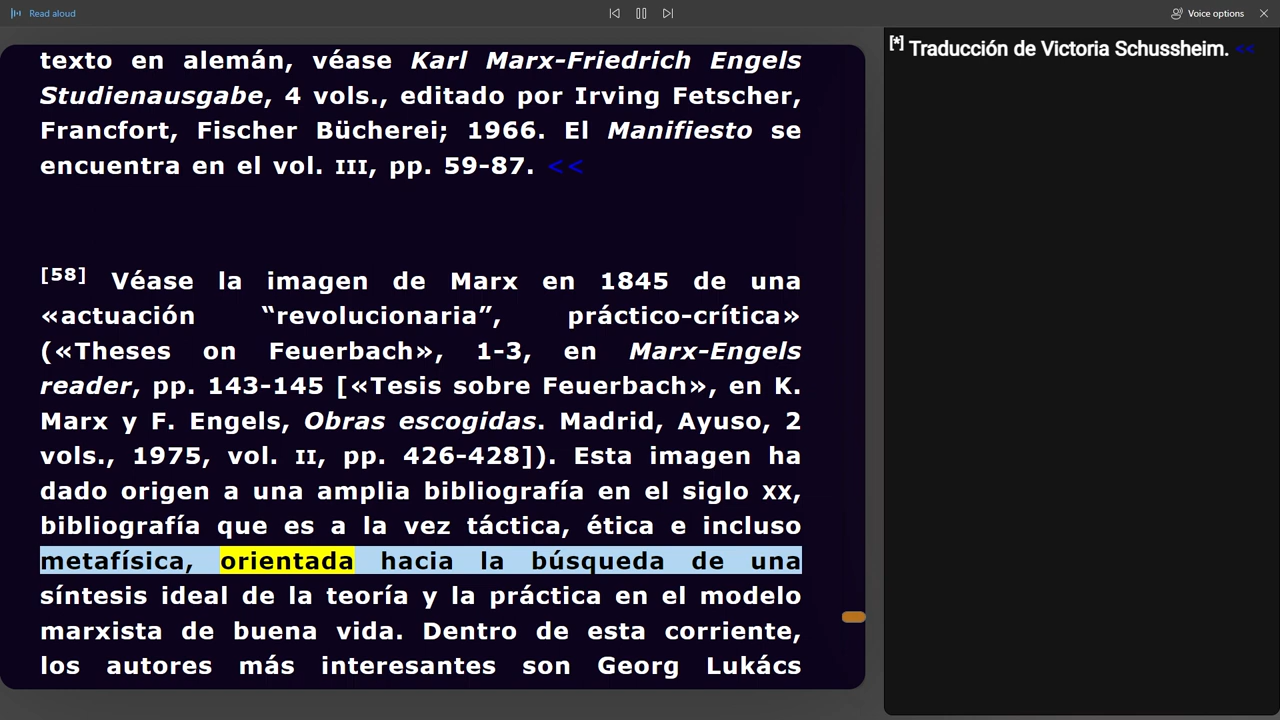 Read aloud
Voice options
texto en alemán, véase Karl Marx-Friedrich Engels
Studienausgabe, 4 vols., editado por Irving Fetscher,
Francfort, Fischer Bücherei; 1966. El Manifiesto se
encuentra en el vol. III, pp. 59-87. <<
[58] Véase la imagen de Marx en 1845 de una
«actuación “revolucionaria”, práctico-crítica»
(«Theses on Feuerbach», 1-3, en Marx-Engels
reader, pp. 143-145 [«Tesis sobre Feuerbach», en K.
Marx y F. Engels, Obras escogidas. Madrid, Ayuso, 2
vols., 1975, vol. II, pp. 426-428]). Esta imagen ha
dado origen a una amplia bibliografía en el siglo XX,
bibliografía que es a la vez táctica, ética e incluso
metafísica, orientada hacia la búsqueda de una
síntesis ideal de la teoría y la práctica en el modelo
marxista de buena vida. Dentro de esta corriente,
los autores más interesantes son Georg Lukács
[*] Traducción de Victoria Schussheim. <<